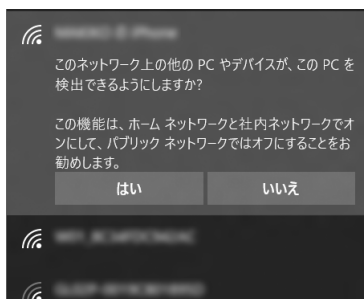 このネットワーク上の他の PC やデバイスが、この PC を
検出できるようにしますか?
この機能は、ホーム ネットワークと社内ネットワークでオ
ンにして、パブリック ネットワークではオフにすることをお
勧めします。
はい
いいえ